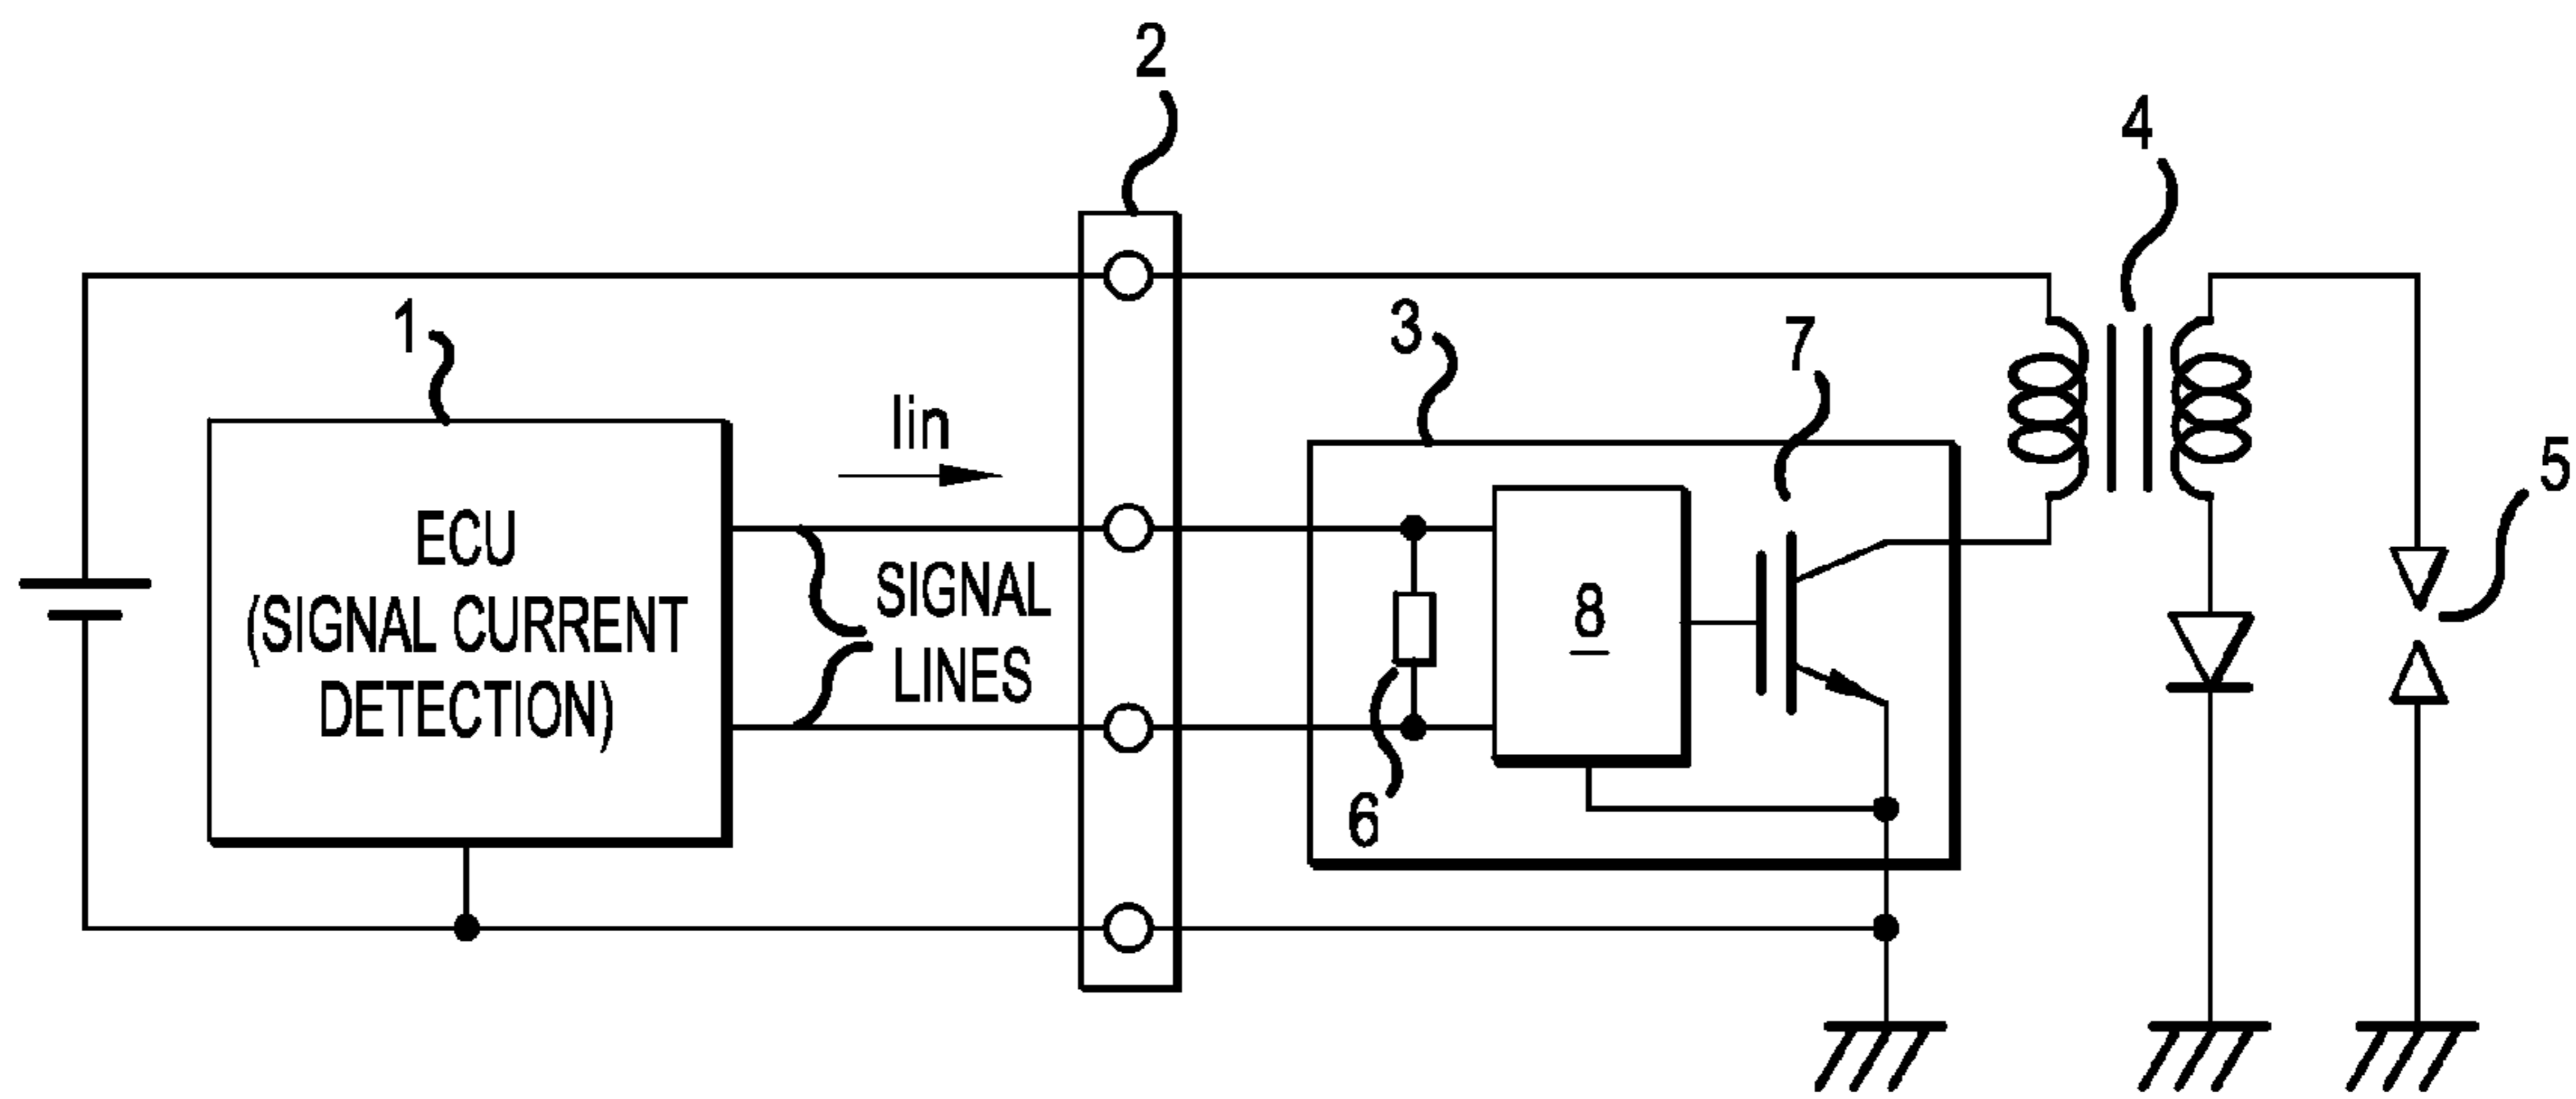 2
4
1
3
7
Iin
5
ECU
(SIGNAL CURRENT
DETECTION)
SIGNAL
LINES
8
6